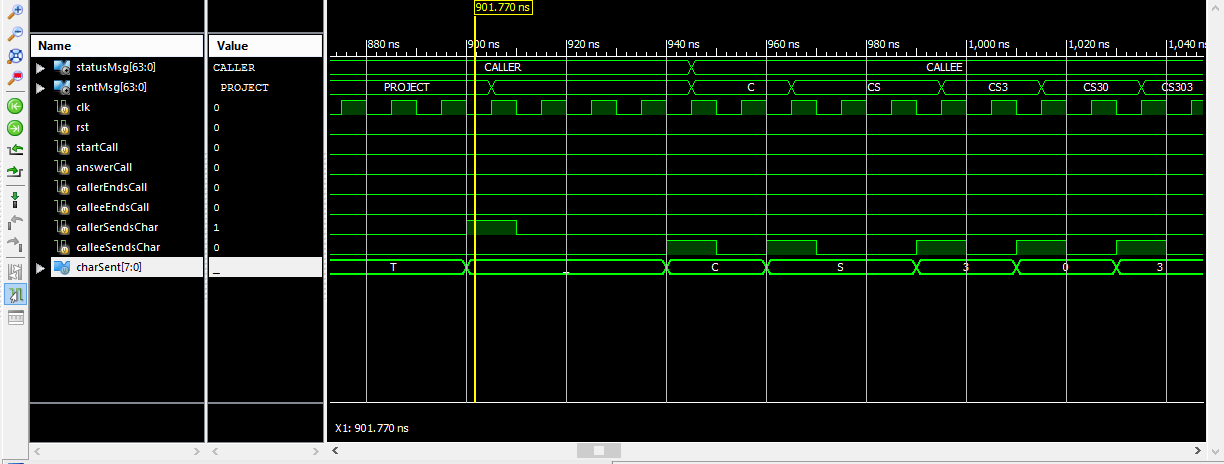 901.770 ns
Name Value 880 ns 900 ns 920 ns 940 ns 960 ns 980 ns 1,000 ns 1,020 ns 1,040 ns
statusMsg[63:0] CALLER CALLER CALLEE
sentMsg[63:0] PROJECT PROJECT C CS CS3 CS30 CS303
clk 0
rst 0
startCall 0
answerCall 0
callerEndsCall 0
calleeEndsCall 0
callerSendsChar 1
calleeSendsChar 0
charSent[7:0] _ T _ C S 3 0 3
X1: 901.770 ns